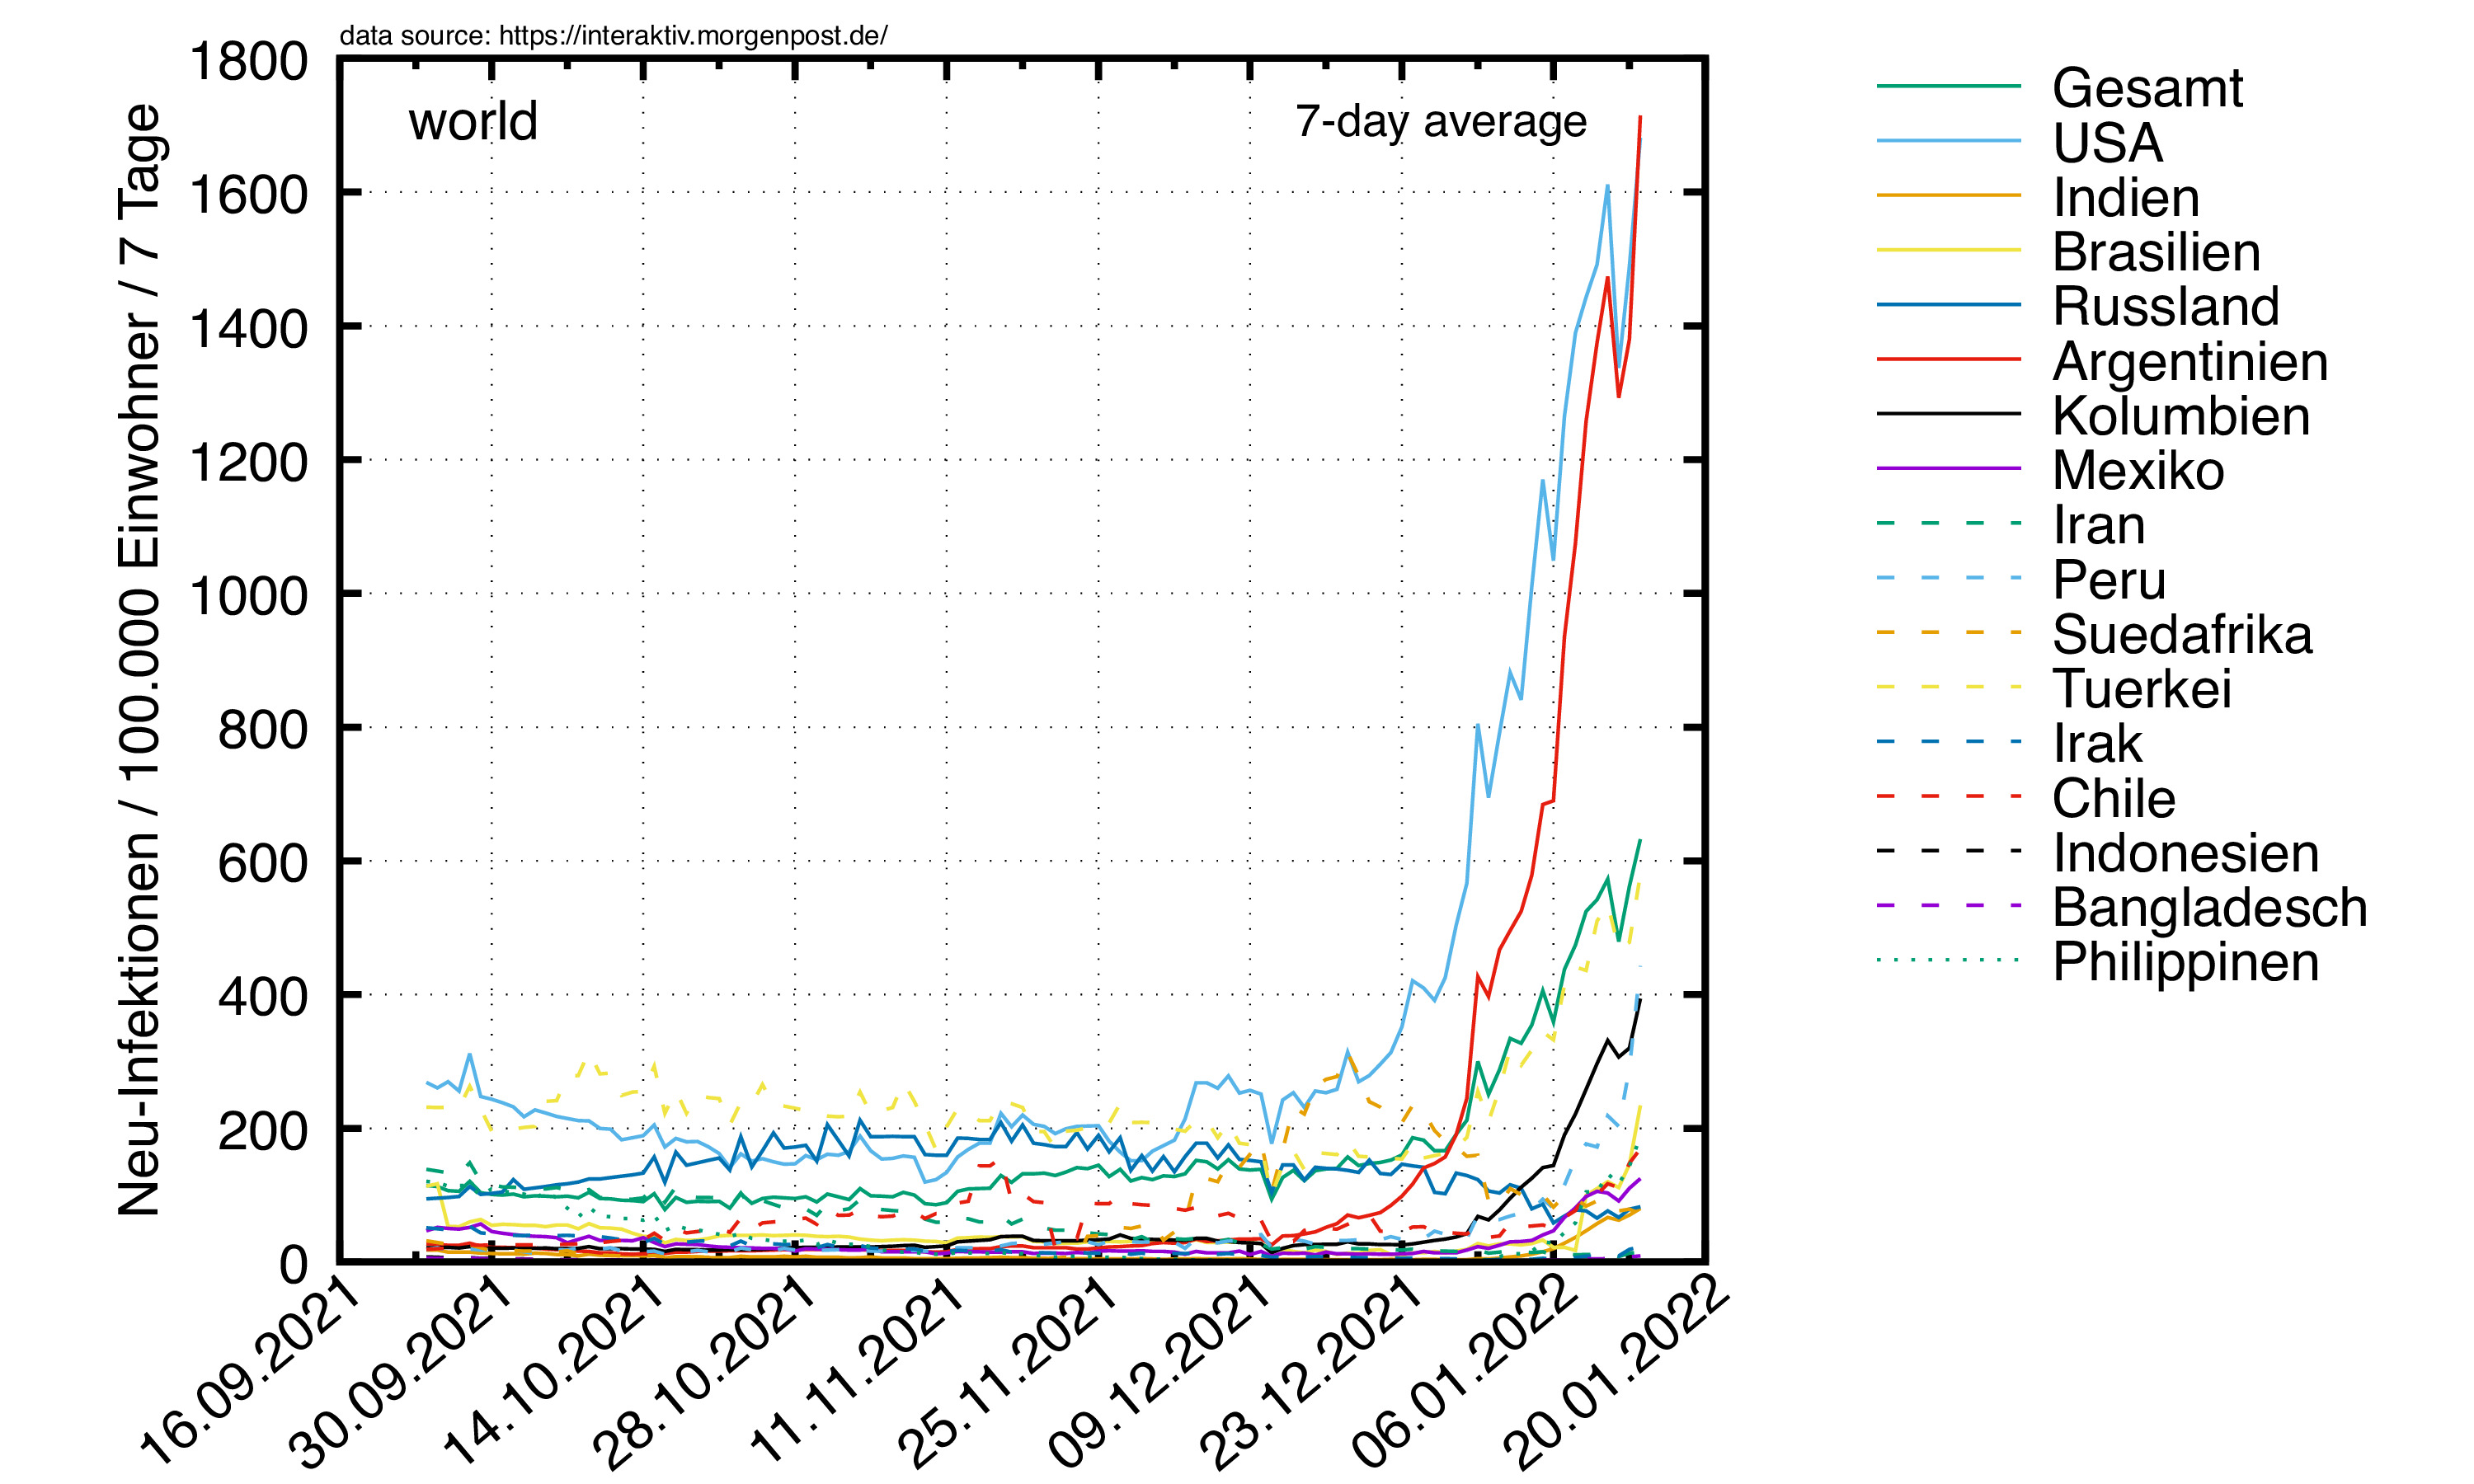 data source: https://interaktiv.morgenpost.de/
world
7-day average
Neu-Infektionen / 100.000 Einwohner / 7 Tage
1800
1600
1400
1200
1000
800
600
400
200
0
16.09.2021
30.09.2021
14.10.2021
28.10.2021
11.11.2021
25.11.2021
09.12.2021
23.12.2021
06.01.2022
20.01.2022
Gesamt
USA
Indien
Brasilien
Russland
Argentinien
Kolumbien
Mexiko
Iran
Peru
Suedafrika
Tuerkei
Irak
Chile
Indonesien
Bangladesch
Philippinen